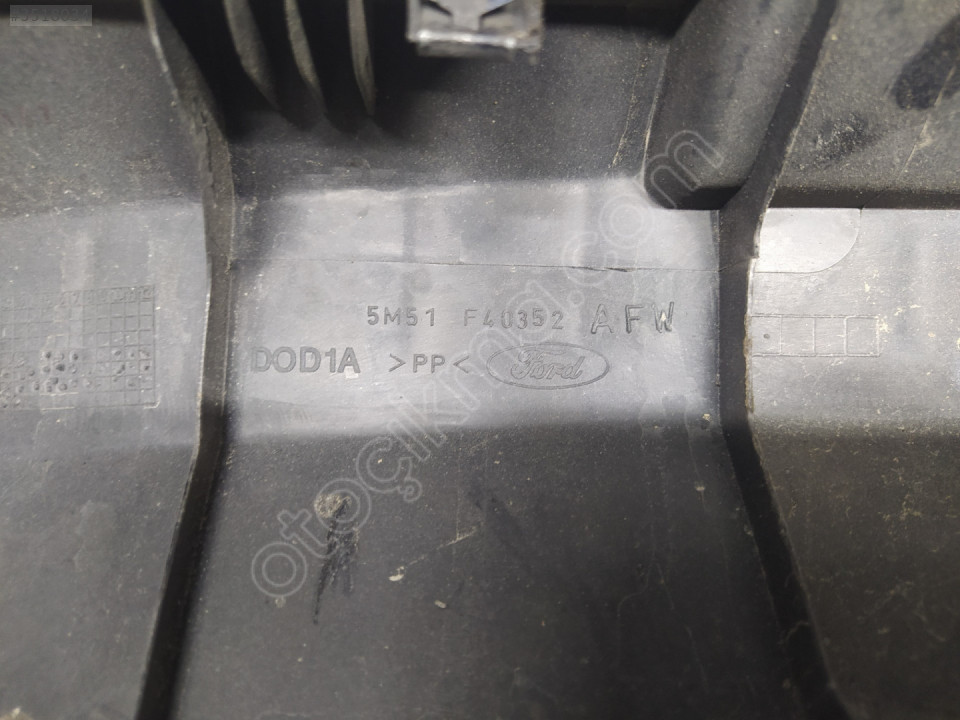 5M51 F40352 AFW
DOD1A >PP< Ford
otoçıkma.com